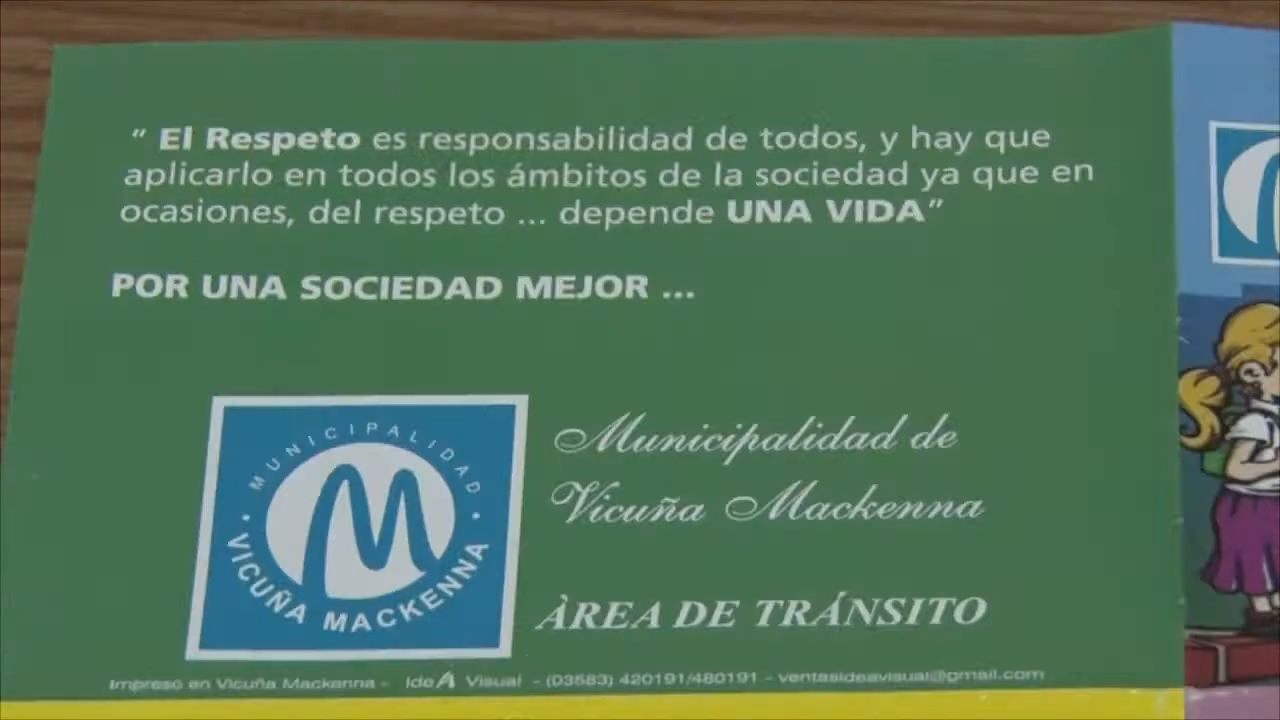 “ El Respeto es responsabilidad de todos, y hay que
aplicarlo en todos los ámbitos de la sociedad ya que en
ocasiones, del respeto ... depende UNA VIDA”
POR UNA SOCIEDAD MEJOR ...
MUNICIPALIDAD
• VICUÑA MACKENNA •
Municipalidad de
Vicuña Mackenna
ÀREA DE TRÁNSITO
Impreso en Vicuña Mackenna - IdeA Visual - (03583) 420191/480191 - ventasideavisual@gmail.com